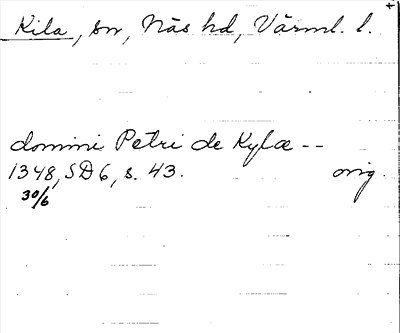 Kila, sn, Näs hd, Värml. l.
domini Petri de Kylæ --
1348, SD 6, s. 43. orig.
30/6